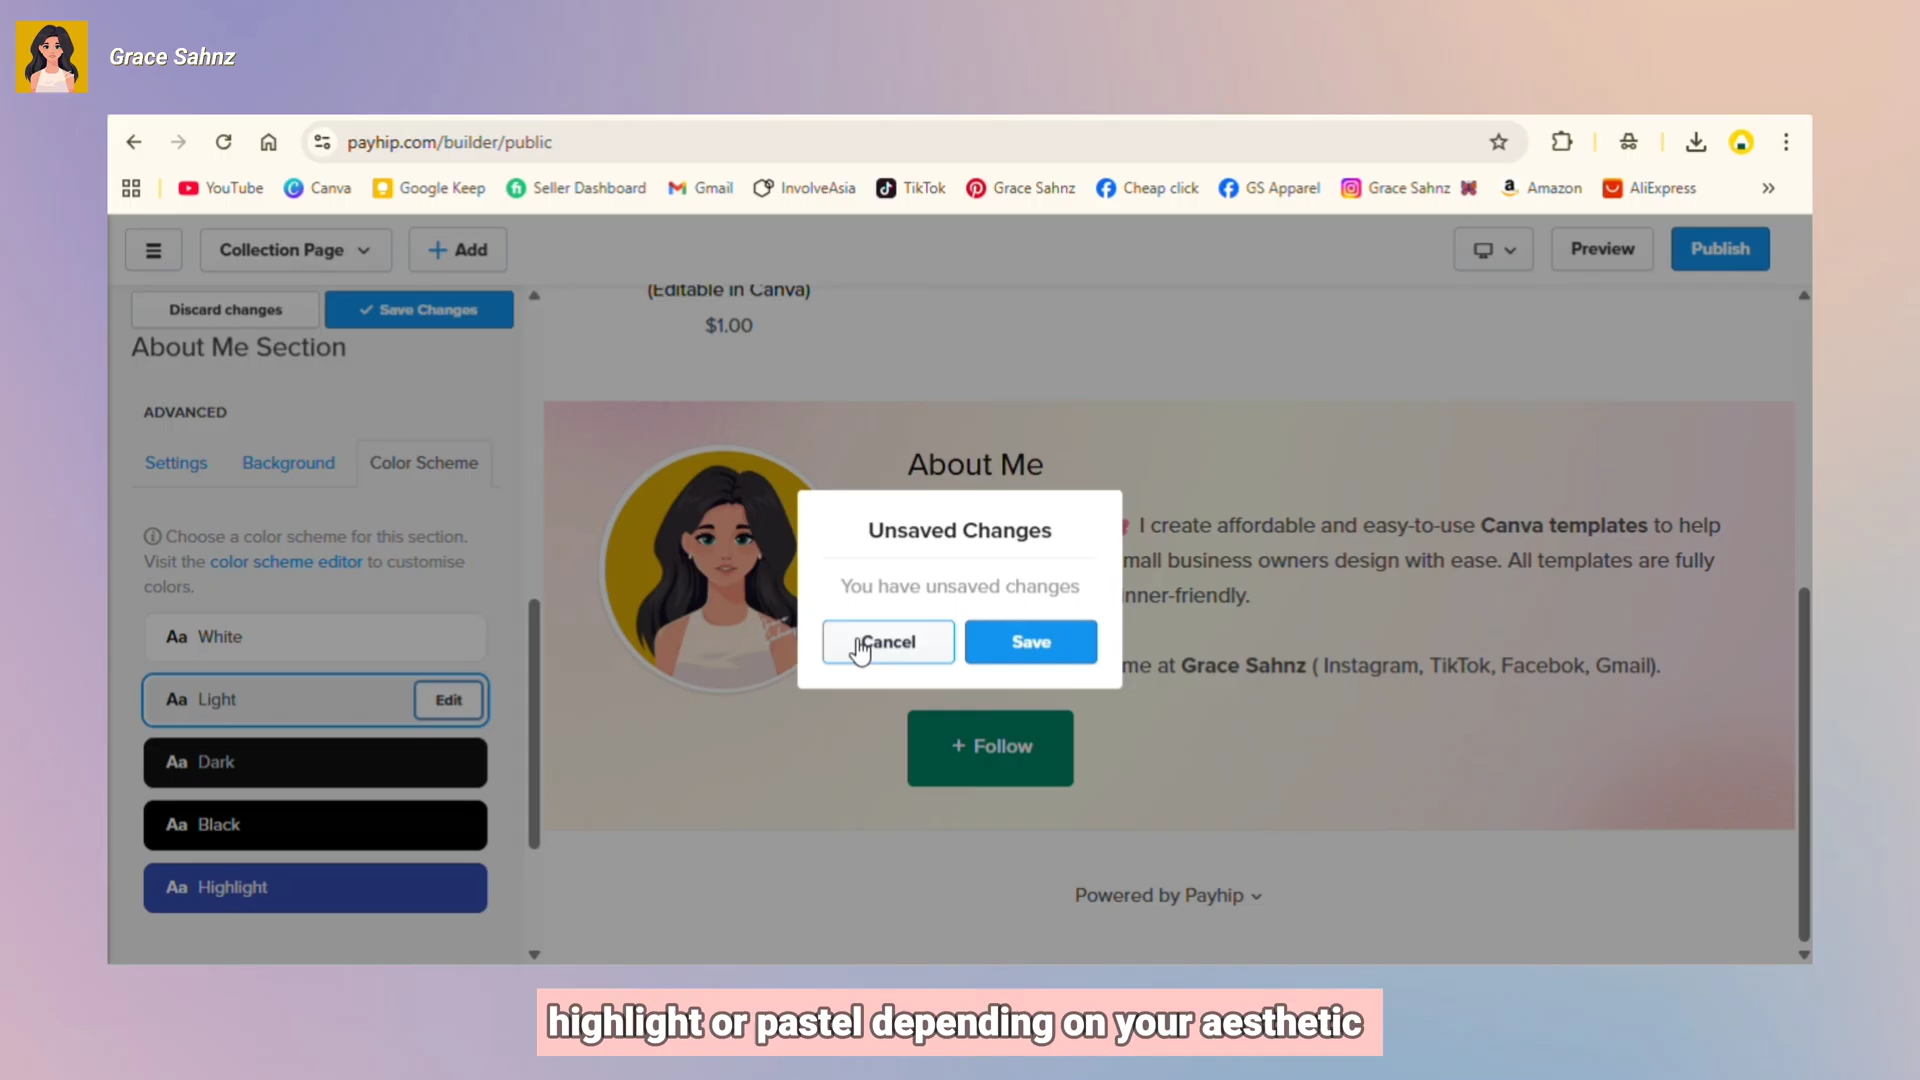 Grace Sahnz
payhip.com/builder/public
YouTube Canva Google Keep Seller Dashboard Gmail InvolveAsia TikTok Grace Sahnz Cheap click GS Apparel Grace Sahnz Amazon AliExpress »
Collection Page + Add Preview Publish
Discard changes Save Changes
About Me Section
ADVANCED
Settings Background Color Scheme
Choose a color scheme for this section.
Visit the color scheme editor to customise
colors.
Aa White
Aa Light Edit
Aa Dark
Aa Black
Aa Highlight
(Editable in Canva)
$1.00
About Me
I create affordable and easy-to-use Canva templates to help
mall business owners design with ease. All templates are fully
nner-friendly.
me at Grace Sahnz ( Instagram, TikTok, Facebok, Gmail).
+ Follow
Powered by Payhip
Unsaved Changes
You have unsaved changes
Cancel Save
highlight or pastel depending on your aesthetic